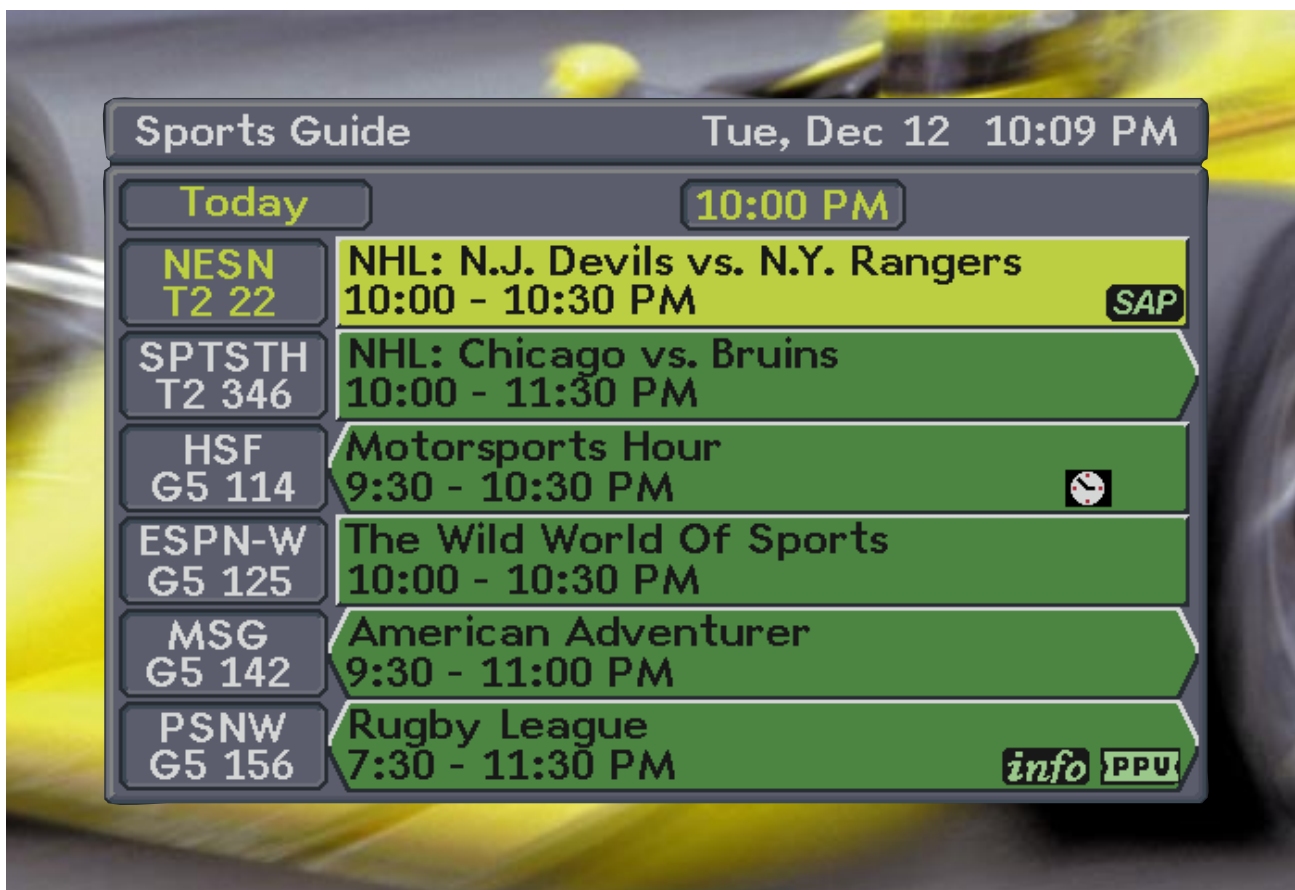 Sports Guide Tue, Dec 12 10:09 PM
Today 10:00 PM
NESN
T2 22
NHL: N.J. Devils vs. N.Y. Rangers
10:00 - 10:30 PM
SAP
SPTSTH
T2 346
NHL: Chicago vs. Bruins
10:00 - 11:30 PM
HSF
G5 114
Motorsports Hour
9:30 - 10:30 PM
ESPN-W
G5 125
The Wild World Of Sports
10:00 - 10:30 PM
MSG
G5 142
American Adventurer
9:30 - 11:00 PM
PSNW
G5 156
Rugby League
7:30 - 11:30 PM
info PPV